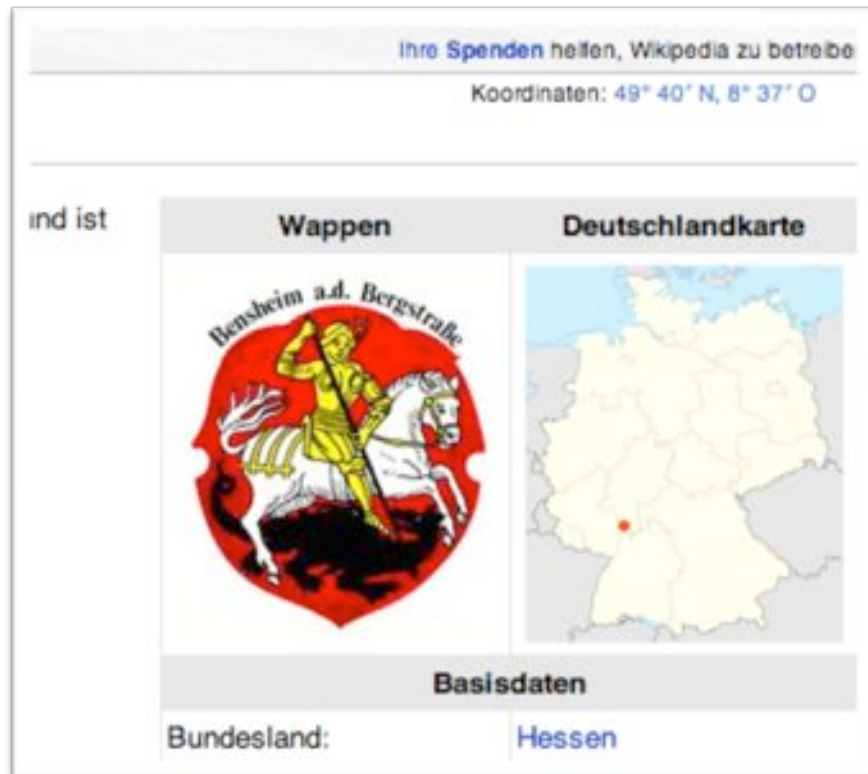 Ihre Spenden helfen, Wikipedia zu betreibe
Koordinaten: 49° 40′ N, 8° 37′ O
und ist
Wappen
Deutschlandkarte
Bensheim a.d. Bergstraße
Basisdaten
Bundesland:
Hessen